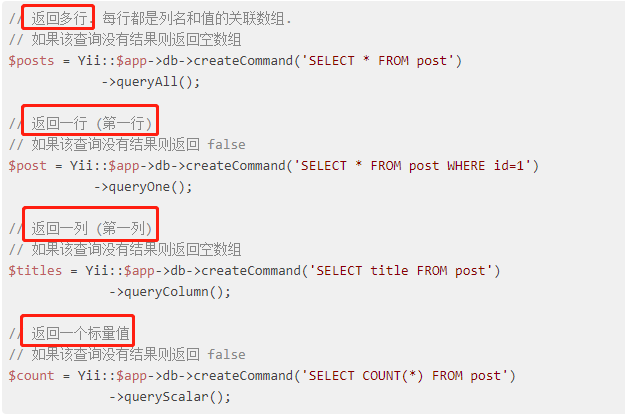 // 返回多行. 每行都是列名和值的关联数组.
// 如果该查询没有结果则返回空数组
$posts = Yii::$app->db->createCommand('SELECT * FROM post')
->queryAll();
// 返回一行 (第一行)
// 如果该查询没有结果则返回 false
$post = Yii::$app->db->createCommand('SELECT * FROM post WHERE id=1')
->queryOne();
// 返回一列 (第一列)
// 如果该查询没有结果则返回空数组
$titles = Yii::$app->db->createCommand('SELECT title FROM post')
->queryColumn();
// 返回一个标量值
// 如果该查询没有结果则返回 false
$count = Yii::$app->db->createCommand('SELECT COUNT(*) FROM post')
->queryScalar();